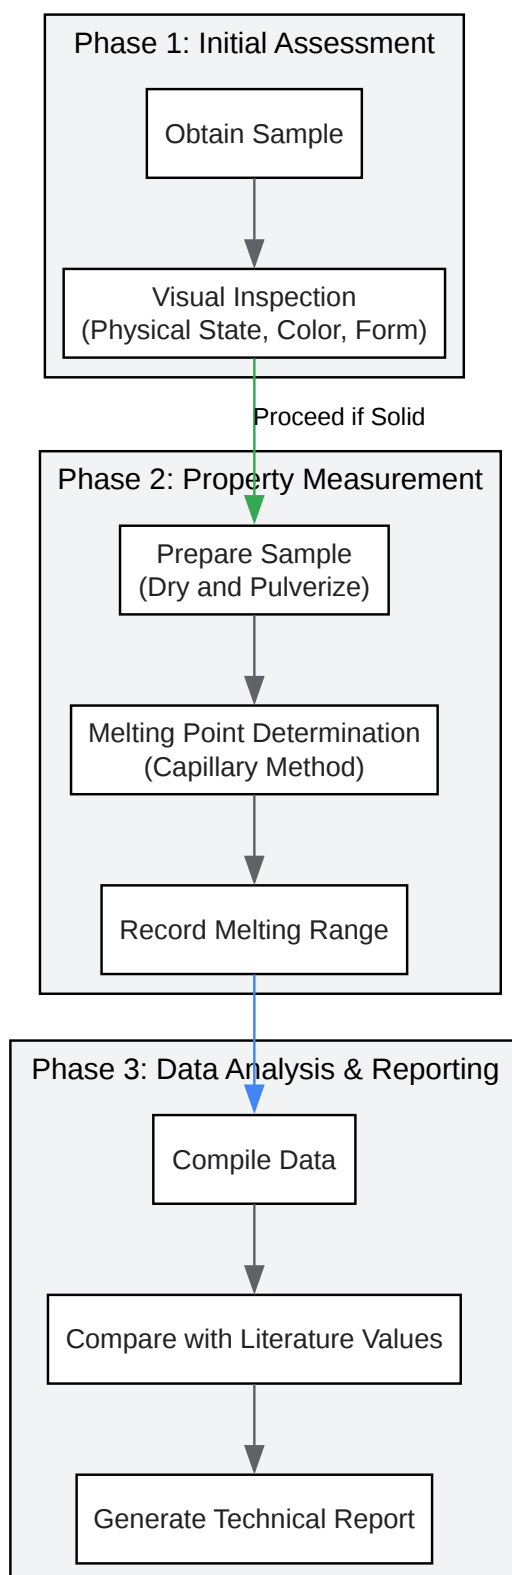 Phase 1: Initial Assessment
Obtain Sample
Visual Inspection
(Physical State, Color, Form)
Proceed if Solid
Phase 2: Property Measurement
Prepare Sample
(Dry and Pulverize)
Melting Point Determination
(Capillary Method)
Record Melting Range
Phase 3: Data Analysis & Reporting
Compile Data
Compare with Literature Values
Generate Technical Report